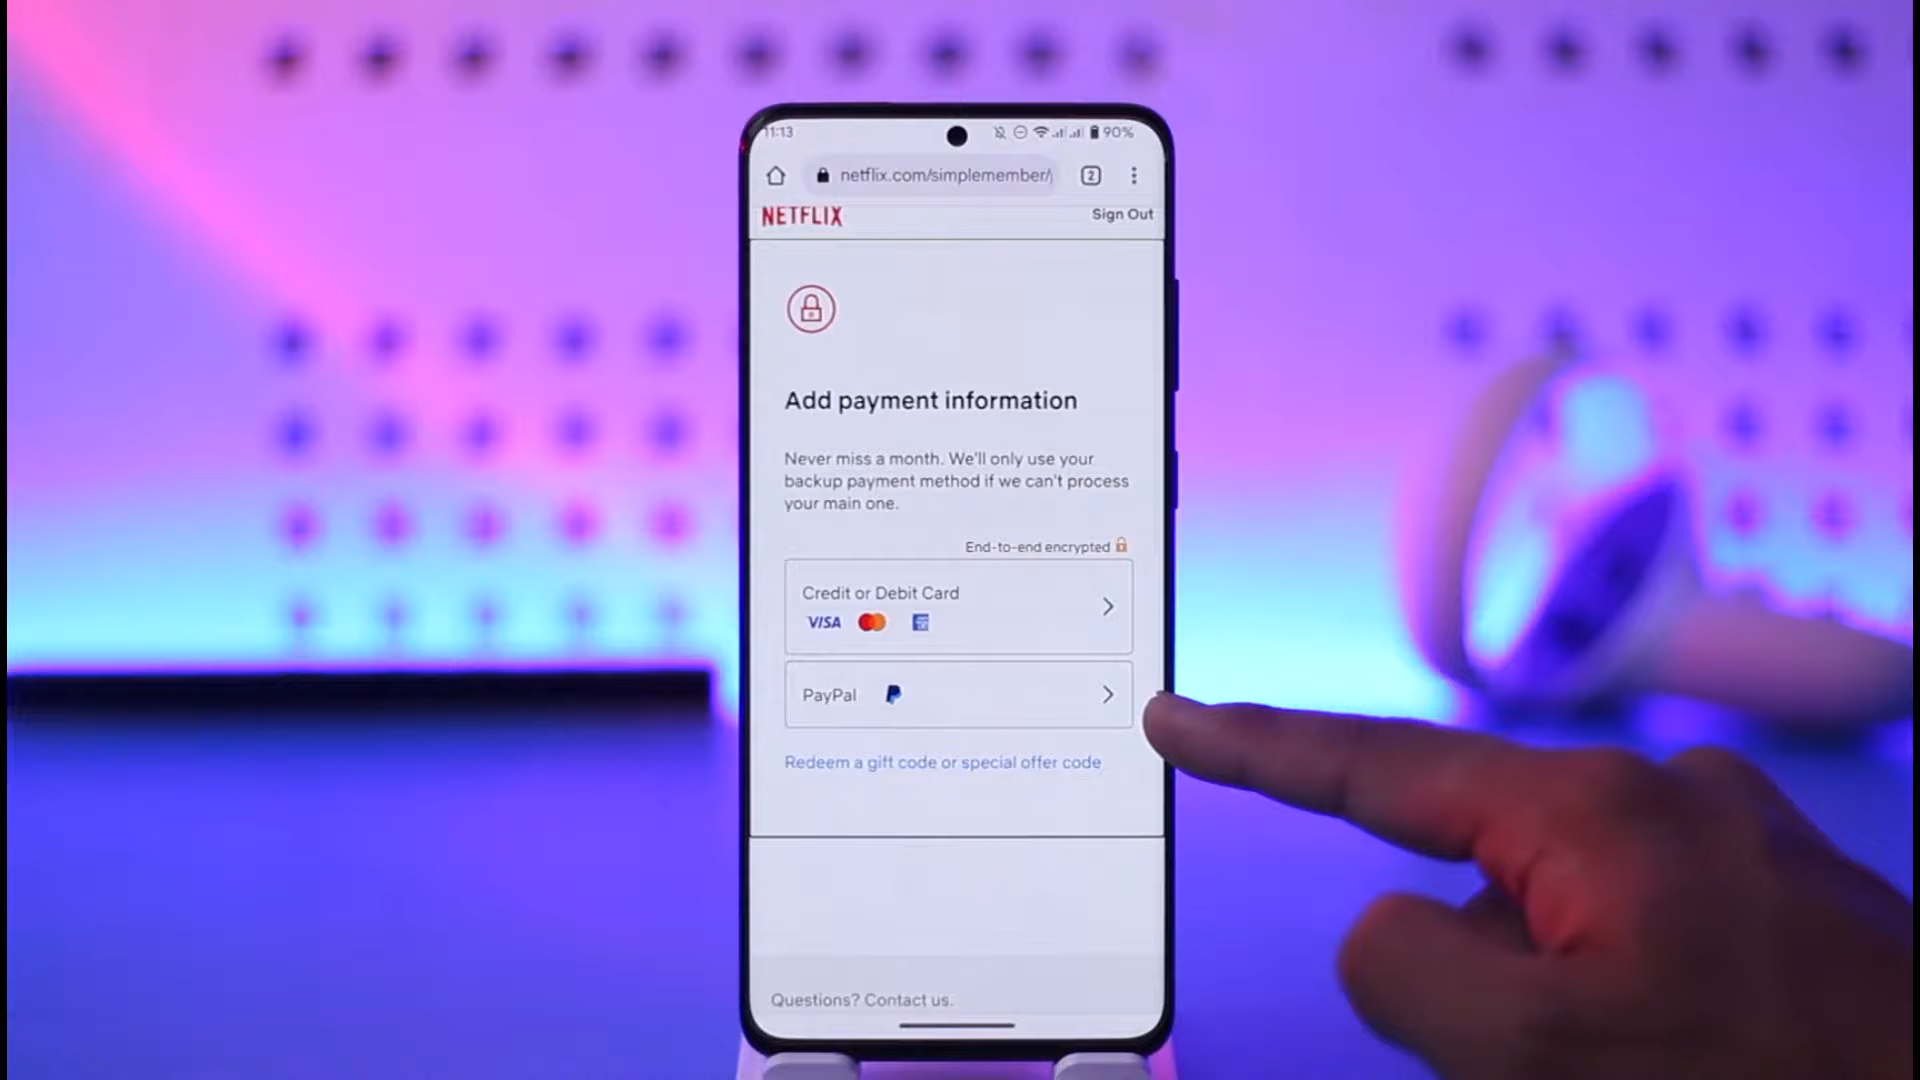 11:13
90%
netflix.com/simplemember/
2
NETFLIX
Sign Out
Add payment information
Never miss a month. We'll only use your
backup payment method if we can't process
your main one.
End-to-end encrypted
Credit or Debit Card
VISA
PayPal
Redeem a gift code or special offer code
Questions? Contact us.